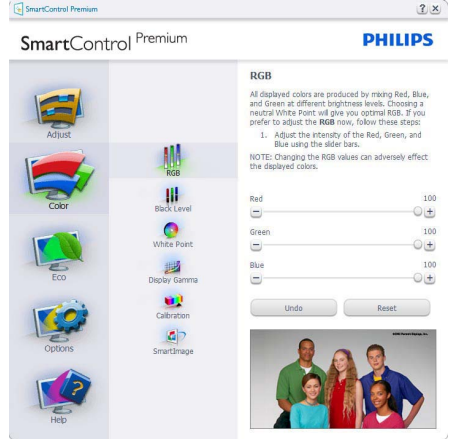 SmartControl Premium
? ×
SmartControl Premium
PHILIPS
Adjust
Color
Eco
Options
Help
RGB
Black Level
White Point
Display Gamma
Calibration
SmartImage
RGB
All displayed colors are produced by mixing Red, Blue,
and Green at different brightness levels. Choosing a
neutral White Point will give you optimal RGB. If you
prefer to adjust the RGB now, follow these steps:
1. Adjust the intensity of the Red, Green, and
Blue using the slider bars.
NOTE: Changing the RGB values can adversely effect
the displayed colors.
Red 100
Green 100
Blue 100
Undo Reset